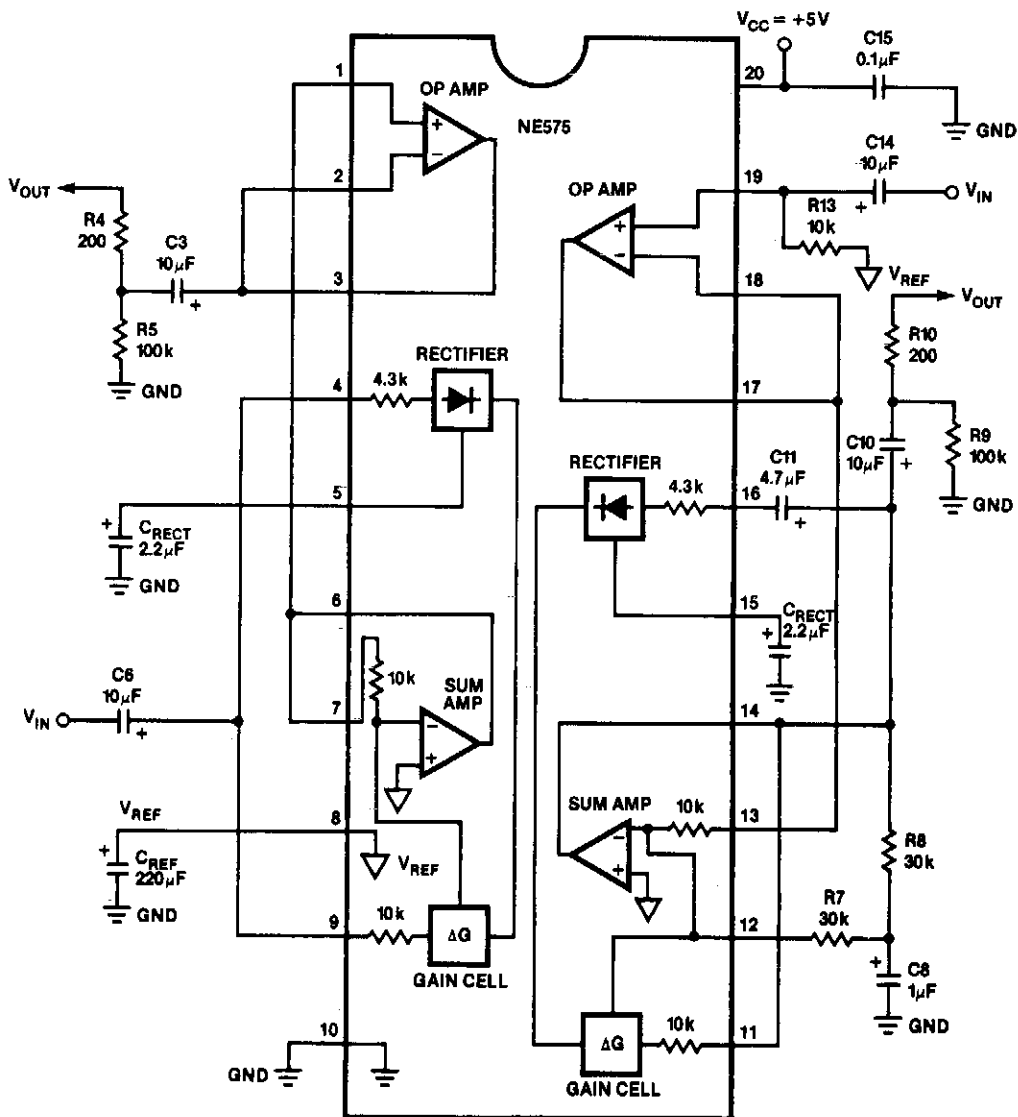 VCC = +5V
C15
0.1µF
GND
1
20
OP AMP
NE575
C14
10µF
VIN
19
R13
10k
VREF
OP AMP
2
VOUT
R4
200
C3
10µF
+
3
18
VOUT
R10
200
R5
100k
GND
RECTIFIER
4
4.3k
17
C10
10µF
+
R9
100k
GND
RECTIFIER
4.3k
16
C11
4.7µF
+
5
+
CRECT
2.2µF
GND
15
CRECT
2.2µF
+
6
10k
SUM AMP
7
C6
10µF
VIN
+
14
SUM AMP
10k
13
R8
30k
VREF
8
VREF
+
CREF
220µF
GND
9
10k
ΔG
GAIN CELL
12
R7
30k
+
C8
1µF
GND
10
GND
ΔG
10k
11
GAIN CELL